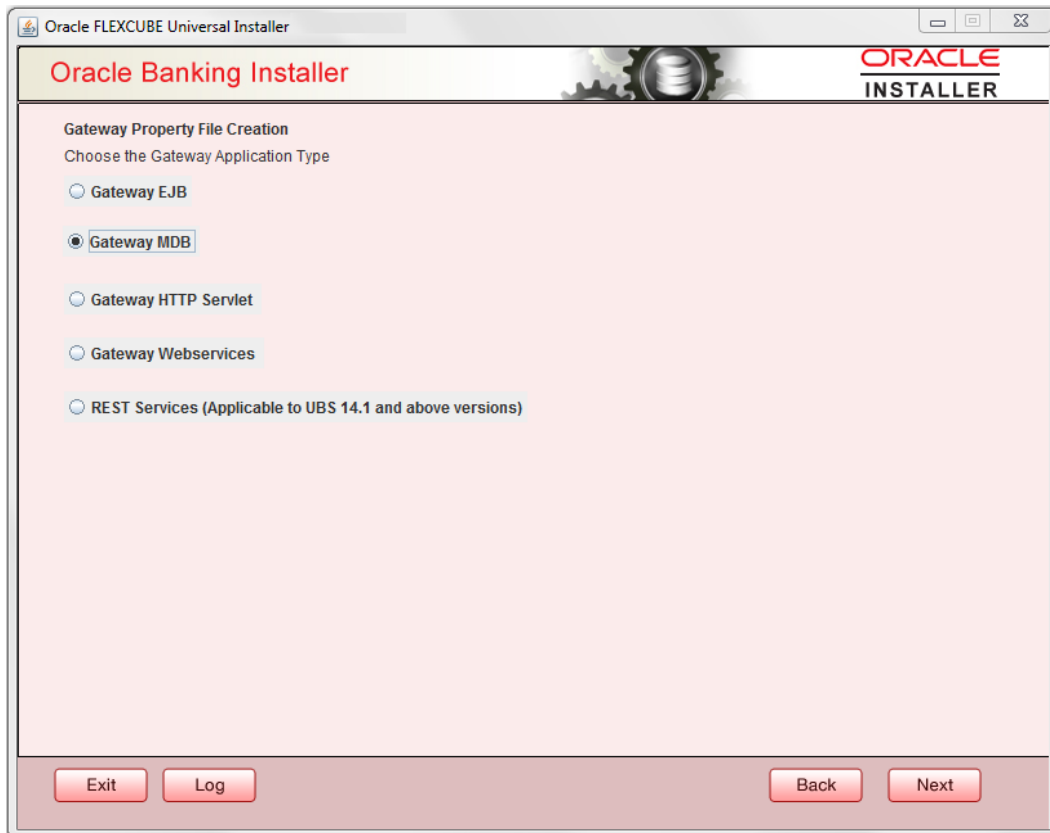 Oracle FLEXCUBE Universal Installer
Oracle Banking Installer
ORACLE
INSTALLER
Gateway Property File Creation
Choose the Gateway Application Type
Gateway EJB
Gateway MDB
Gateway HTTP Servlet
Gateway Webservices
REST Services (Applicable to UBS 14.1 and above versions)
Exit Log Back Next